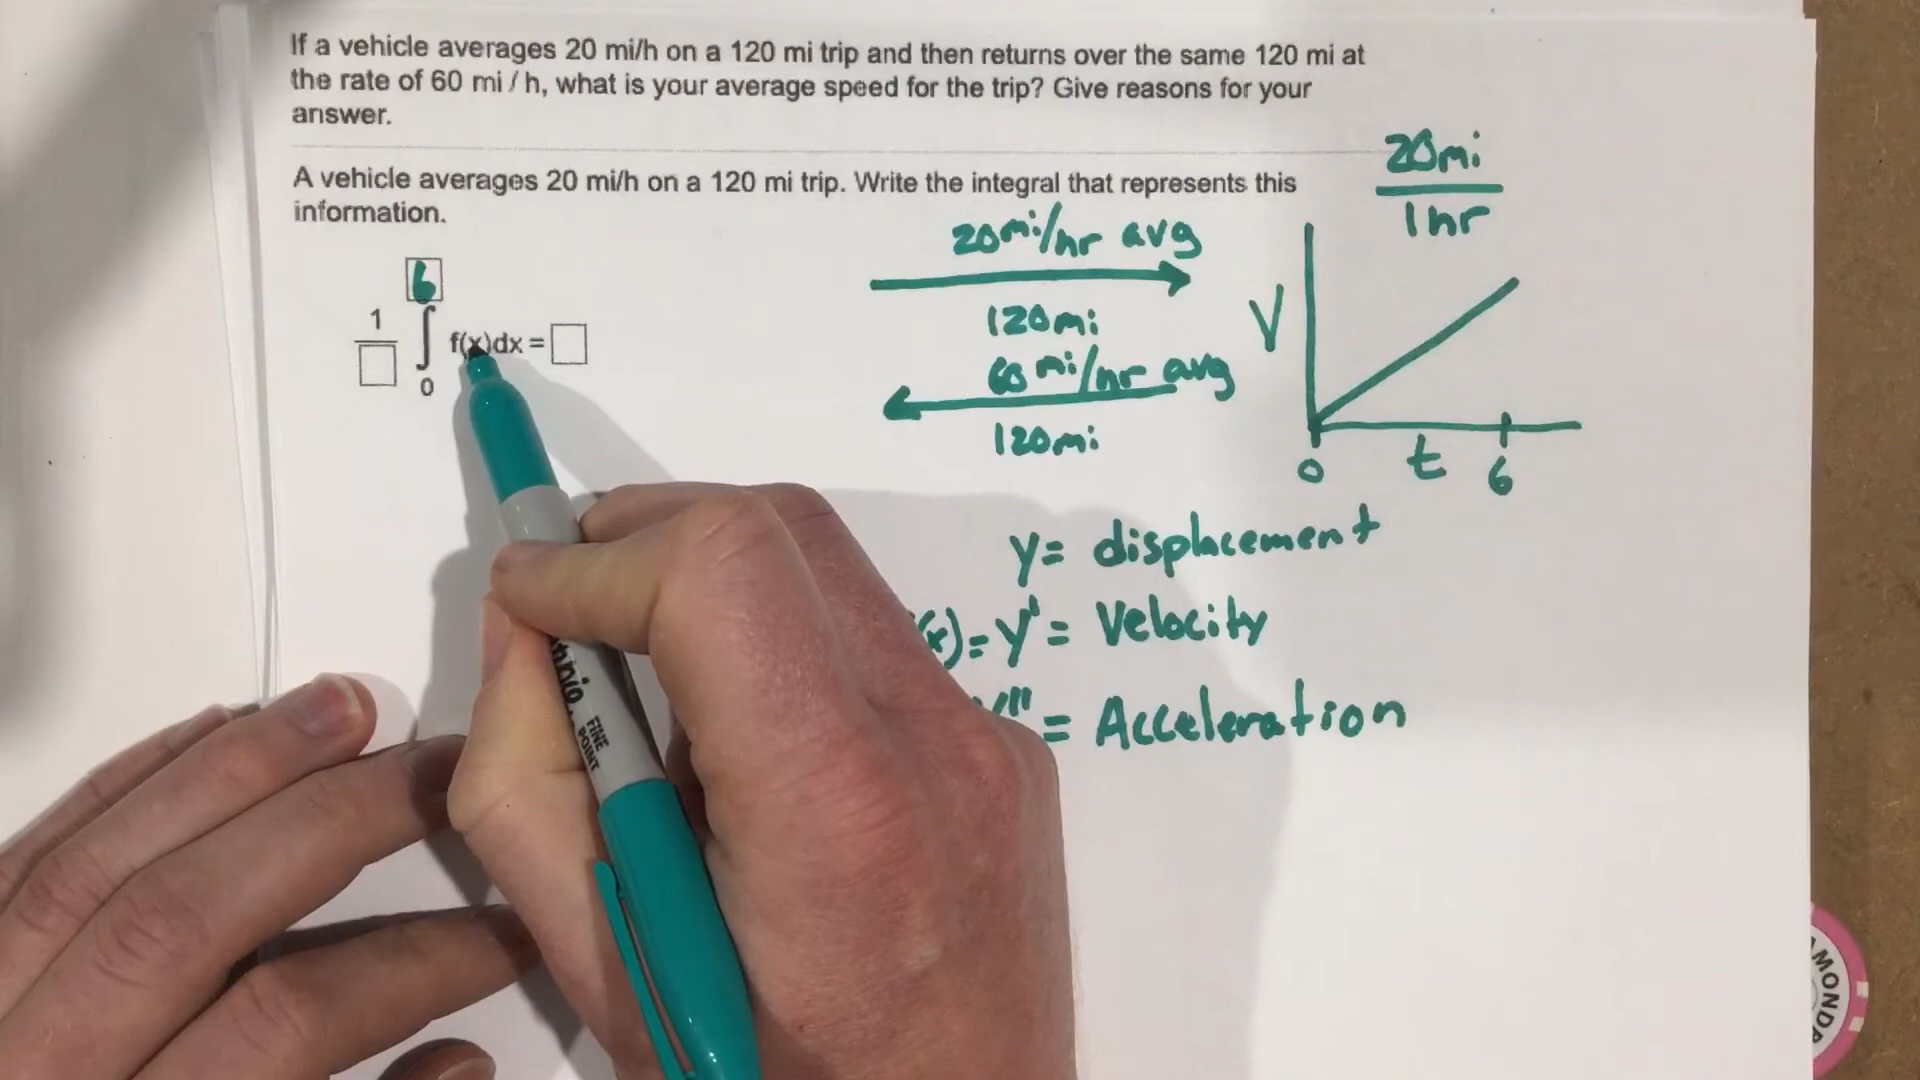 If a vehicle averages 20 mi/h on a 120 mi trip and then returns over the same 120 mi at
the rate of 60 mi / h, what is your average speed for the trip? Give reasons for your
answer.
A vehicle averages 20 mi/h on a 120 mi trip. Write the integral that represents this
information.
20mi
1hr
20mi/hr avg
120mi
60mi/hr avg
120mi
6
1
∫
f(x)dx =
0
V
0
t
6
y= displacement
(x)=y'= Velocity
= Acceleration
FINE
POINT